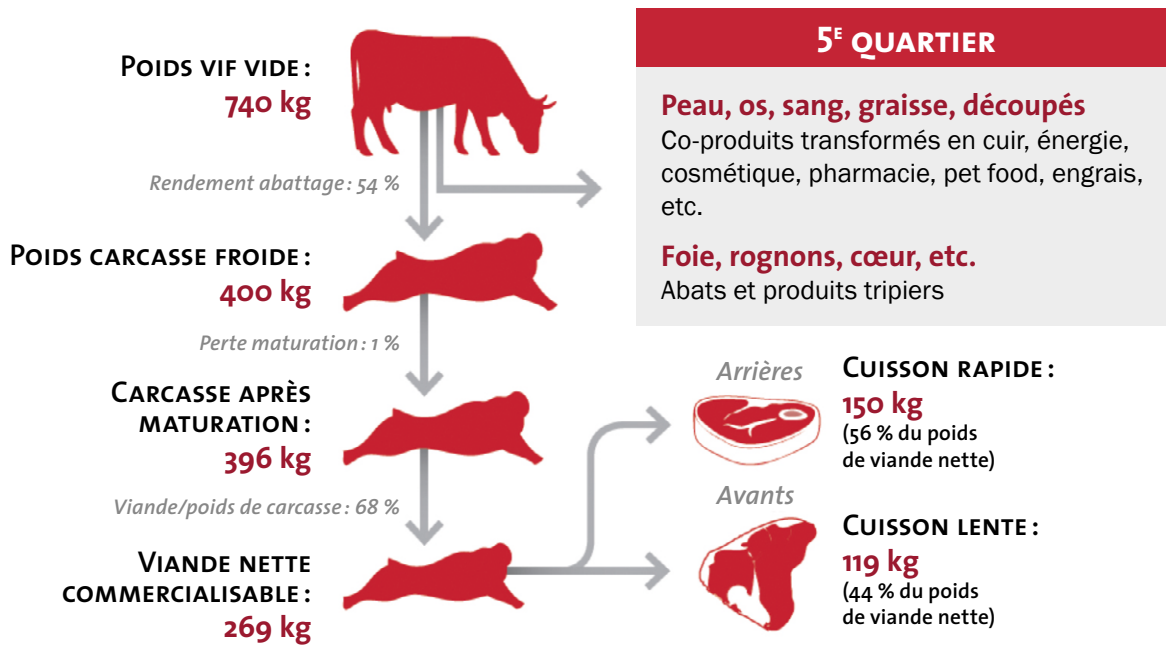 POIDS VIF VIDE :
740 kg
Rendement abattage : 54 %
POIDS CARCASSE FROIDE :
400 kg
Perte maturation : 1 %
CARCASSE APRÈS
MATURATION :
396 kg
Viande/poids de carcasse : 68 %
VIANDE NETTE
COMMERCIALISABLE :
269 kg
5E QUARTIER
Peau, os, sang, graisse, découpés
Co-produits transformés en cuir, énergie,
cosmétique, pharmacie, pet food, engrais,
etc.
Foie, rognons, cœur, etc.
Abats et produits tripiers
Arrières
CUISSON RAPIDE :
150 kg
(56 % du poids
de viande nette)
Avants
CUISSON LENTE :
119 kg
(44 % du poids
de viande nette)